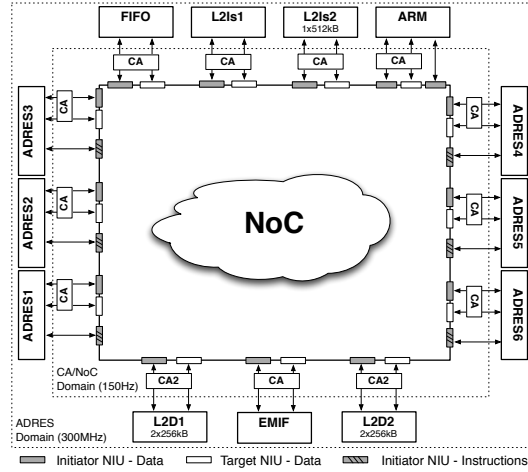 FIFO
L2Is1
L2Is2
1x512kB
ARM
CA
CA
CA
CA
ADRES3
CA
CA
ADRES4
ADRES2
CA
NoC
CA
ADRES5
ADRES1
CA
CA
ADRES6
CA/NoC
Domain (150Hz)
CA2
CA
CA2
ADRES
Domain (300MHz)
L2D1
2x256kB
EMIF
L2D2
2x256kB
Initiator NIU - Data
Target NIU - Data
Initiator NIU - Instructions